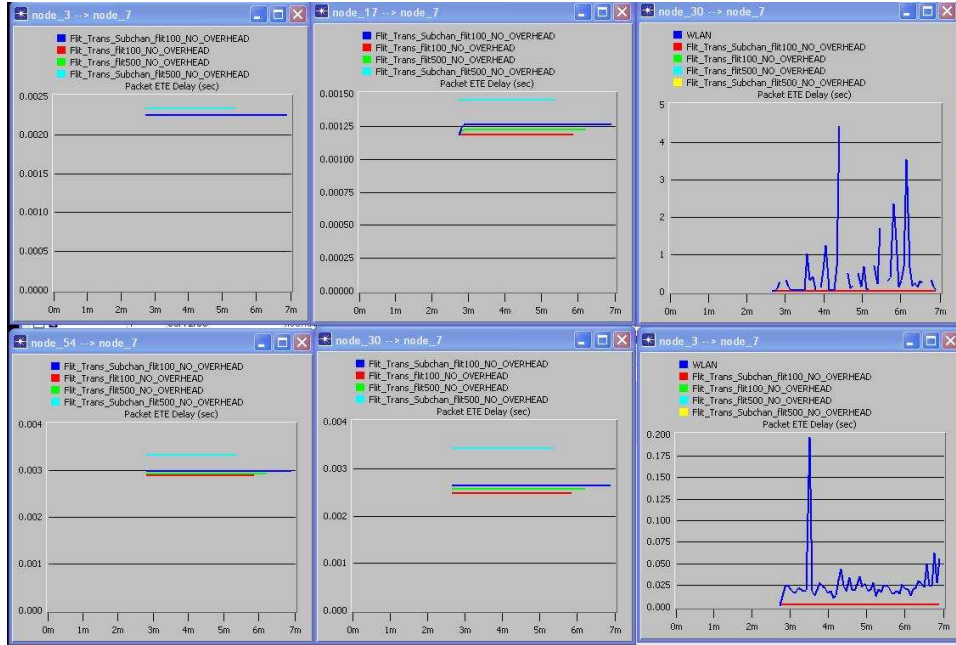 node_3 --> node_7
Flit_Trans_Subchan_flit100_NO_OVERHEAD
Flit_Trans_flit100_NO_OVERHEAD
Flit_Trans_flit500_NO_OVERHEAD
Flit_Trans_Subchan_flit500_NO_OVERHEAD
Packet ETE Delay (sec)
0.0025
0.0020
0.0015
0.0010
0.0005
0.0000
0m 1m 2m 3m 4m 5m 6m 7m
node_17 --> node_7
Flit_Trans_Subchan_flit100_NO_OVERHEAD
Flit_Trans_flit100_NO_OVERHEAD
Flit_Trans_flit500_NO_OVERHEAD
Flit_Trans_Subchan_flit500_NO_OVERHEAD
Packet ETE Delay (sec)
0.00150
0.00125
0.00100
0.00075
0.00050
0.00025
0.00000
0m 1m 2m 3m 4m 5m 6m 7m
node_30 --> node_7
WLAN
Flit_Trans_Subchan_flit100_NO_OVERHEAD
Flit_Trans_flit100_NO_OVERHEAD
Flit_Trans_flit500_NO_OVERHEAD
Flit_Trans_Subchan_flit500_NO_OVERHEAD
Packet ETE Delay (sec)
5
4
3
2
1
0
0m 1m 2m 3m 4m 5m 6m 7m
node_54 --> node_7
Flit_Trans_Subchan_flit100_NO_OVERHEAD
Flit_Trans_flit100_NO_OVERHEAD
Flit_Trans_flit500_NO_OVERHEAD
Flit_Trans_Subchan_flit500_NO_OVERHEAD
Packet ETE Delay (sec)
0.004
0.003
0.002
0.001
0.000
0m 1m 2m 3m 4m 5m 6m 7m
node_30 --> node_7
Flit_Trans_Subchan_flit100_NO_OVERHEAD
Flit_Trans_flit100_NO_OVERHEAD
Flit_Trans_flit500_NO_OVERHEAD
Flit_Trans_Subchan_flit500_NO_OVERHEAD
Packet ETE Delay (sec)
0.004
0.003
0.002
0.001
0.000
0m 1m 2m 3m 4m 5m 6m 7m
node_3 --> node_7
WLAN
Flit_Trans_Subchan_flit100_NO_OVERHEAD
Flit_Trans_flit100_NO_OVERHEAD
Flit_Trans_flit500_NO_OVERHEAD
Flit_Trans_Subchan_flit500_NO_OVERHEAD
Packet ETE Delay (sec)
0.200
0.175
0.150
0.125
0.100
0.075
0.050
0.025
0.000
0m 1m 2m 3m 4m 5m 6m 7m